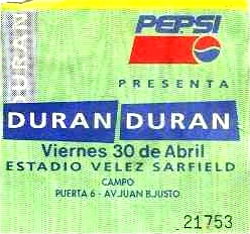 DURAN
PEPSI
PRESENTA
DURAN DURAN
Viernes 30 de Abril
ESTADIO VELEZ SARFIELD
CAMPO
PUERTA 6 - AV.JUAN B.JUSTO
21753